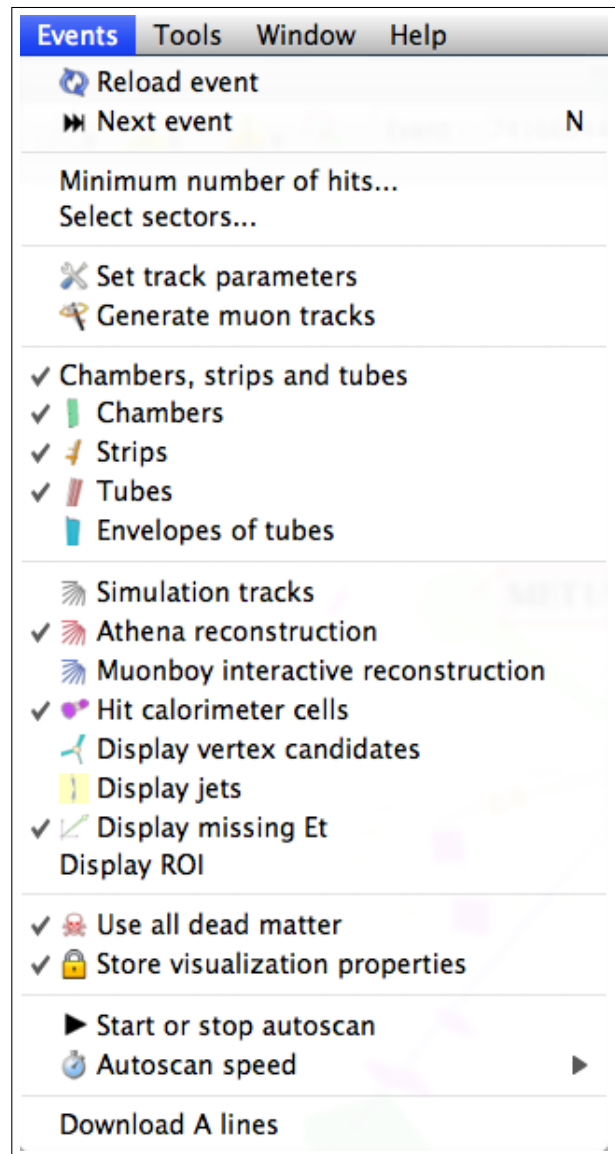 Events Tools Window Help
Reload event
Next event N
Minimum number of hits...
Select sectors...
Set track parameters
Generate muon tracks
Chambers, strips and tubes
Chambers
Strips
Tubes
Envelopes of tubes
Simulation tracks
Athena reconstruction
Muonboy interactive reconstruction
Hit calorimeter cells
Display vertex candidates
Display jets
Display missing Et
Display ROI
Use all dead matter
Store visualization properties
Start or stop autoscan
Autoscan speed
Download A lines